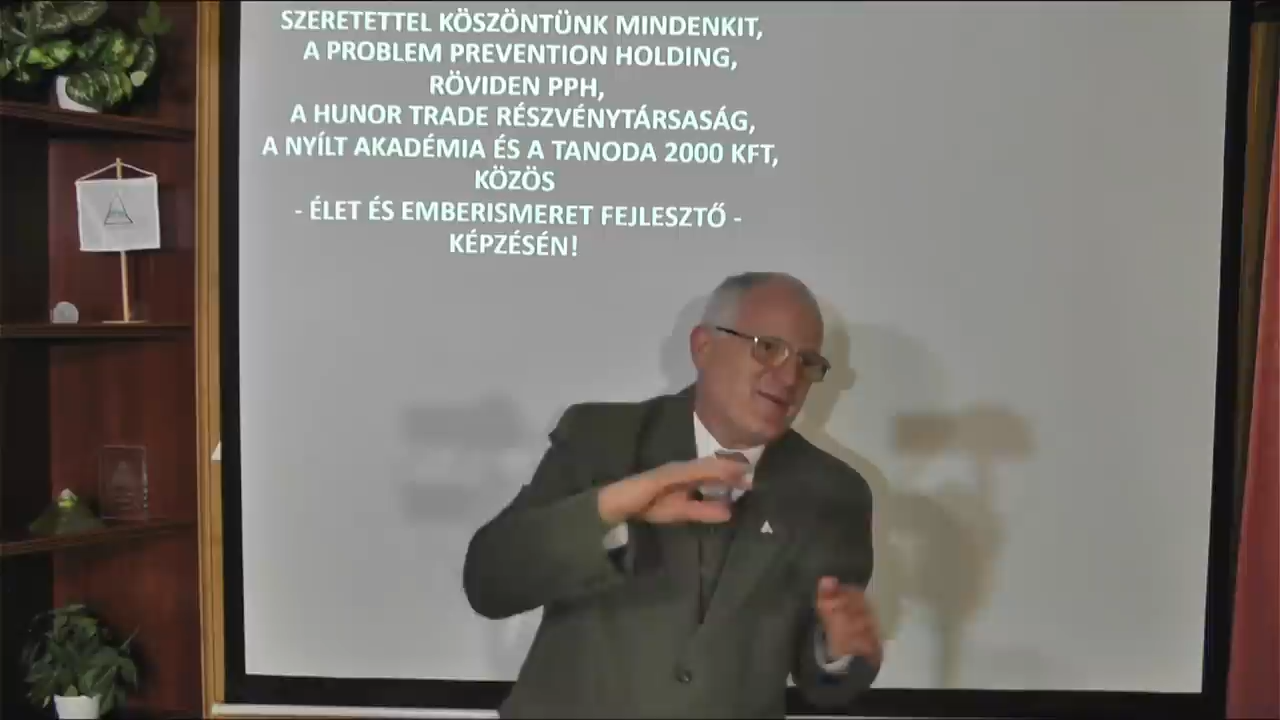 SZERETETTEL KÖSZÖNTÜNK MINDENKIT,
A PROBLEM PREVENTION HOLDING,
RÖVIDEN PPH,
A HUNOR TRADE RÉSZVÉNYTÁRSASÁG,
A NYÍLT AKADÉMIA ÉS A TANODA 2000 KFT,
KÖZÖS
- ÉLET ÉS EMBERISMERET FEJLESZTŐ -
KÉPZÉSÉN!